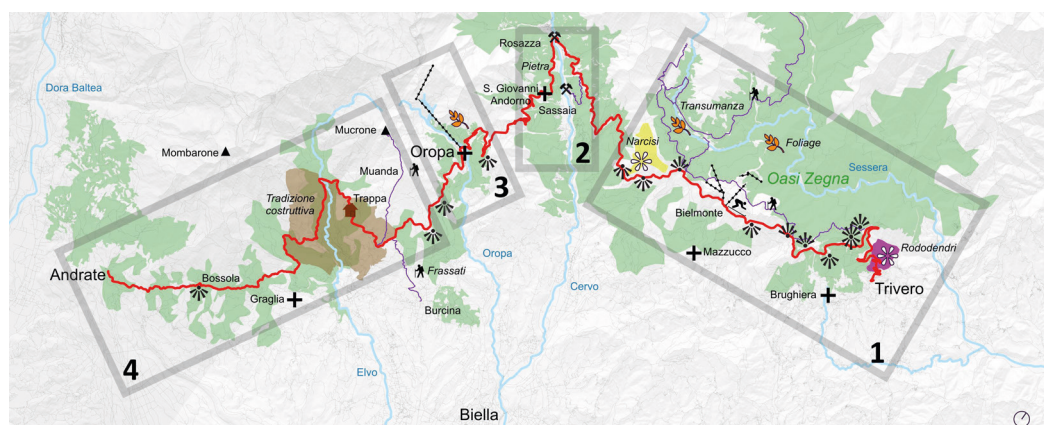 Rosazza
Pietra
S. Giovanni
Andorno
Sassaia
2
Dora Baltea
Mombarone
Mucrone
Oropa
Muanda
3
Tradizione
costruttiva
Trappa
Frassati
Oropa
Burcina
Andrate
Bossola
Graglia
4
Elvo
Biella
Cervo
Transumanza
Narcisi
Foliage
Sessera
Oasi Zegna
Bielmonte
Mazzucco
Rododendri
Trivero
Brughiera
1